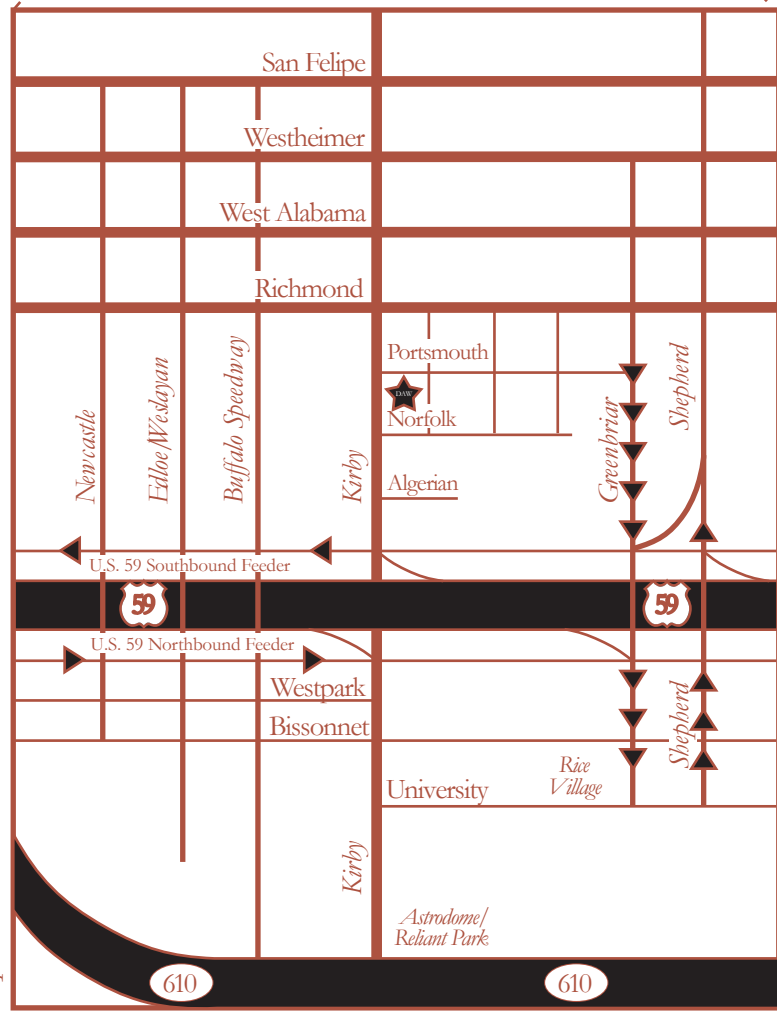 San Felipe
Westheimer
West Alabama
Richmond
Portsmouth
DAW
Norfolk
Algerian
Newcastle
Edloe/Weslayan
Buffalo Speedway
Kirby
Greenbriar
Shepherd
U.S. 59 Southbound Feeder
59
59
U.S. 59 Northbound Feeder
Westpark
Bissonnet
Shepherd
Rice
Village
University
Kirby
Astrodome/
Reliant Park
610
610